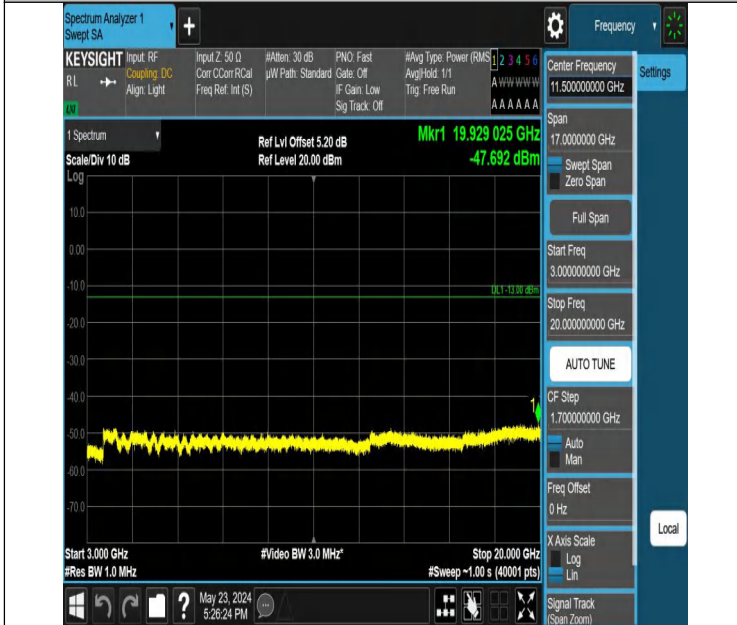 Spectrum Analyzer 1
Swept SA
+
Frequency
KEYSIGHT
RL
Input: RF
Coupling: DC
Align: Light
Input Z: 50 Ω
Corr CCorr RCal
Freq Ref: Int (S)
#Atten: 30 dB
µW Path: Standard
PNO: Fast
Gate: Off
IF Gain: Low
Sig Track: Off
#Avg Type: Power (RMS
Avg|Hold: 1/1
Trig: Free Run
1 2 3 4 5 6
A W W W W W
A A A A A A
1 Spectrum
Scale/Div 10 dB
Ref Lvl Offset 5.20 dB
Ref Level 20.00 dBm
Mkr1 19.929 025 GHz
-47.692 dBm
Log
10.0
0.00
-10.0
DL1 -13.00 dBm
-20.0
-30.0
-40.0
1
-50.0
-60.0
-70.0
Start 3.000 GHz
#Res BW 1.0 MHz
#Video BW 3.0 MHz*
Stop 20.000 GHz
#Sweep ~1.00 s (40001 pts)
Center Frequency
11.500000000 GHz
Settings
Span
17.0000000 GHz
Swept Span
Zero Span
Full Span
Start Freq
3.000000000 GHz
Stop Freq
20.000000000 GHz
AUTO TUNE
CF Step
1.700000000 GHz
Auto
Man
Freq Offset
0 Hz
X Axis Scale
Log
Lin
Local
Signal Track
(Span Zoom)
?
May 23, 2024
5:26:24 PM